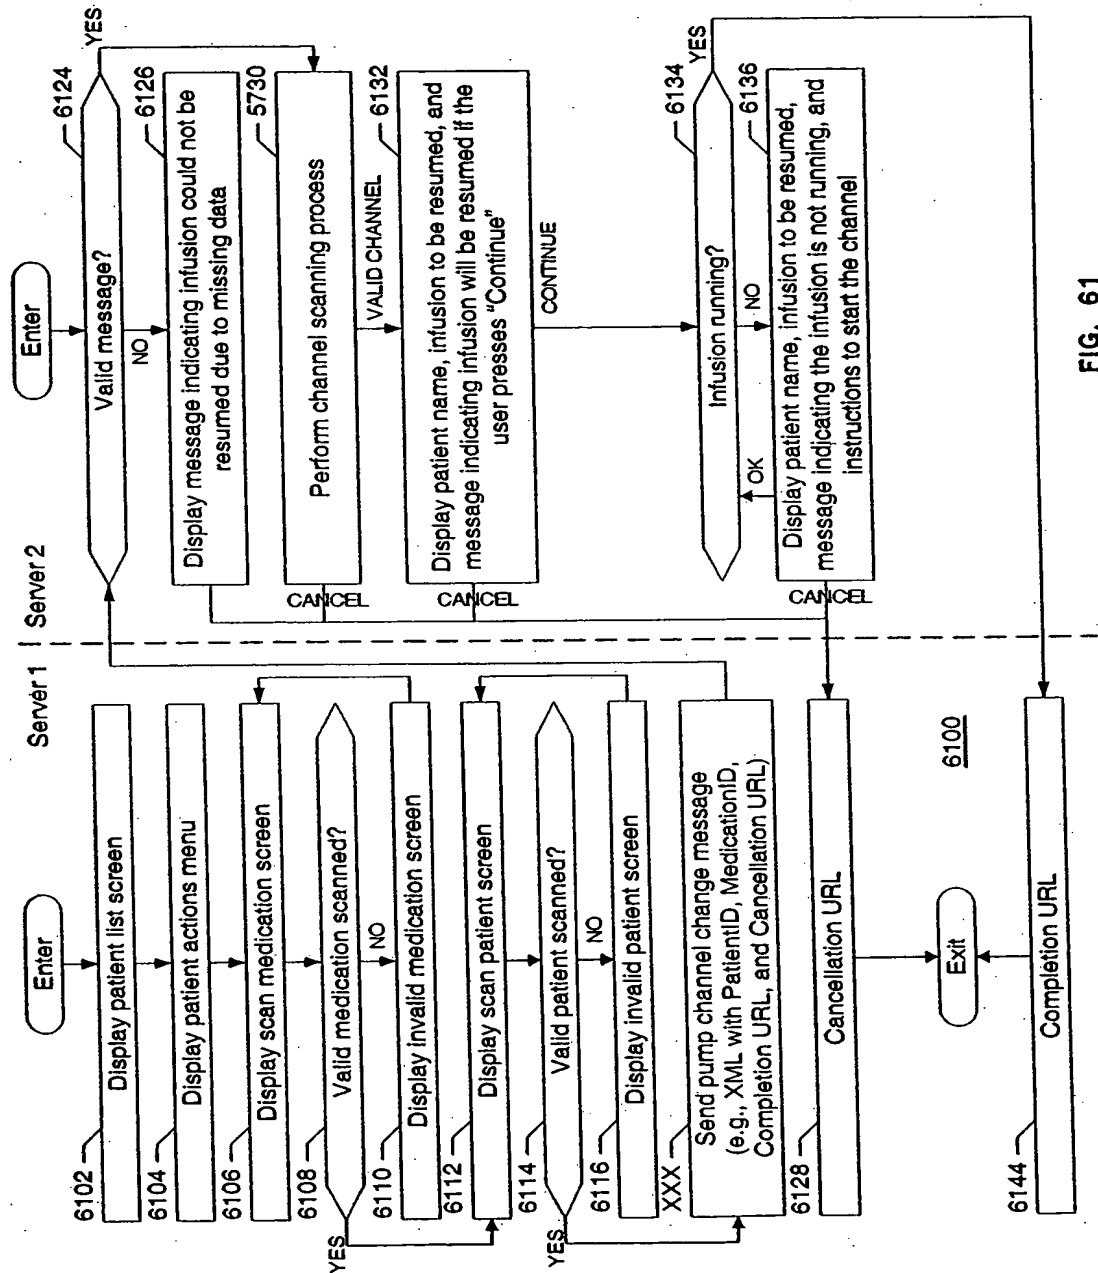 Server 1
Enter
6102
Display patient list screen
6104
Display patient actions menu
6106
Display scan medication screen
6108
Valid medication scanned?
YES
NO
6110
Display invalid medication screen
6112
Display scan patient screen
6114
Valid patient scanned?
YES
NO
6116
Display invalid patient screen
XXX
Send pump channel change message
(e.g., XML with PatientID, MedicationID,
Completion URL, and Cancellation URL)
6128
Cancellation URL
Exit
6100
6144
Completion URL
Server 2
Enter
6124
Valid message?
YES
NO
6126
Display message indicating infusion could not be
resumed due to missing data
5730
Perform channel scanning process
CANCEL
VALID CHANNEL
6132
Display patient name, infusion to be resumed, and
message indicating infusion will be resumed if the
user presses "Continue"
CANCEL
CONTINUE
6134
Infusion running?
YES
OK
NO
6136
Display patient name, infusion to be resumed,
message indicating the infusion is not running, and
instructions to start the channel
CANCEL
FIG. 61